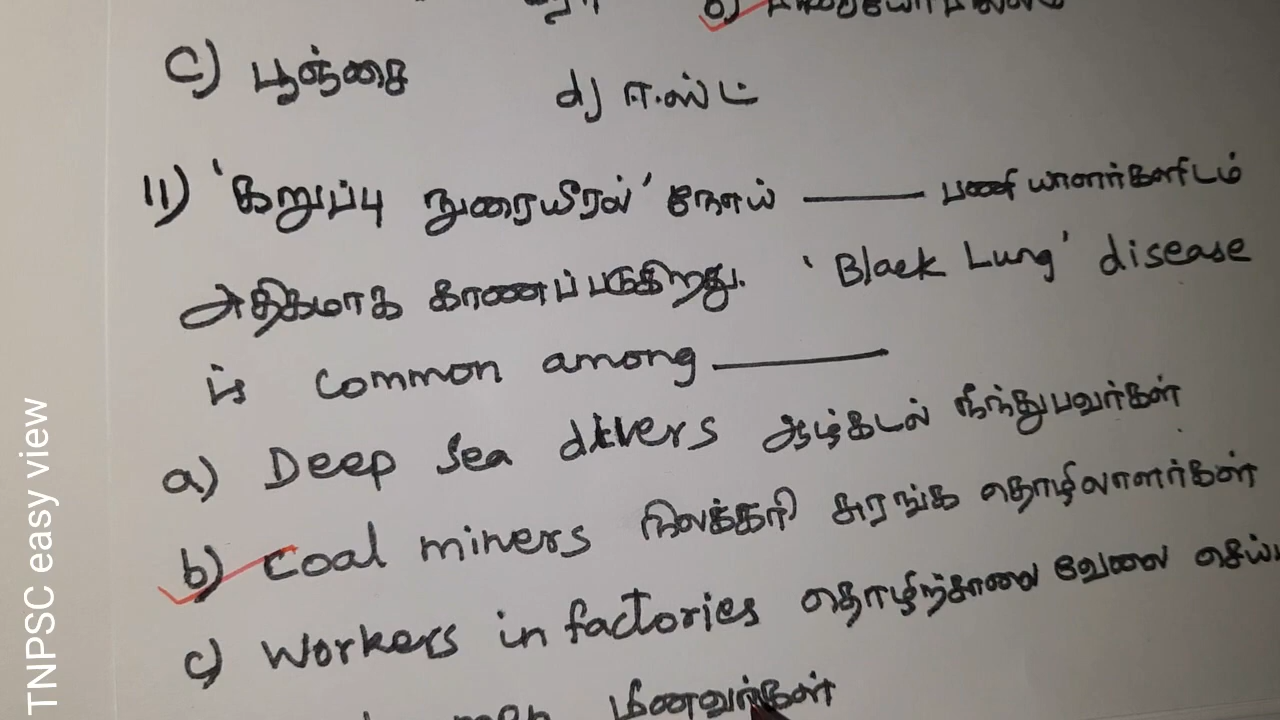 c) பூஞ்சை d) ஈஸ்ட்
11) 'கறுப்பு நுரையீரல்' நோய் ——— பணியாளர்களிடம்
அதிகமாக காணப்படுகிறது. 'Black Lung' disease
is common among ———
a) Deep sea divers ஆழ்கடல் நீந்துபவர்கள்
b) coal miners நிலக்கரி சுரங்க தொழிலாளர்கள்
c) Workers in factories தொழிற்சாலை வேலை
மீனவர்கள்
TNPSC easy view